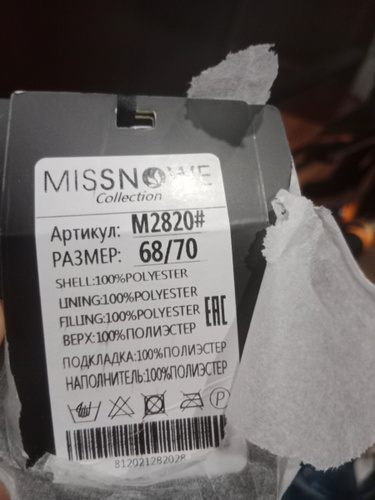 MISSNOWE
Collection
Артикул: M2820#
РАЗМЕР: 68/70
SHELL:100%POLYESTER
LINING:100%POLYESTER
FILLING:100%POLYESTER
ВЕРХ:100%ПОЛИЭСТЕР
ПОДКЛАДКА:100%ПОЛИЭСТЕР
НАПОЛНИТЕЛЬ:100%ПОЛИЭСТЕР
EAC
P